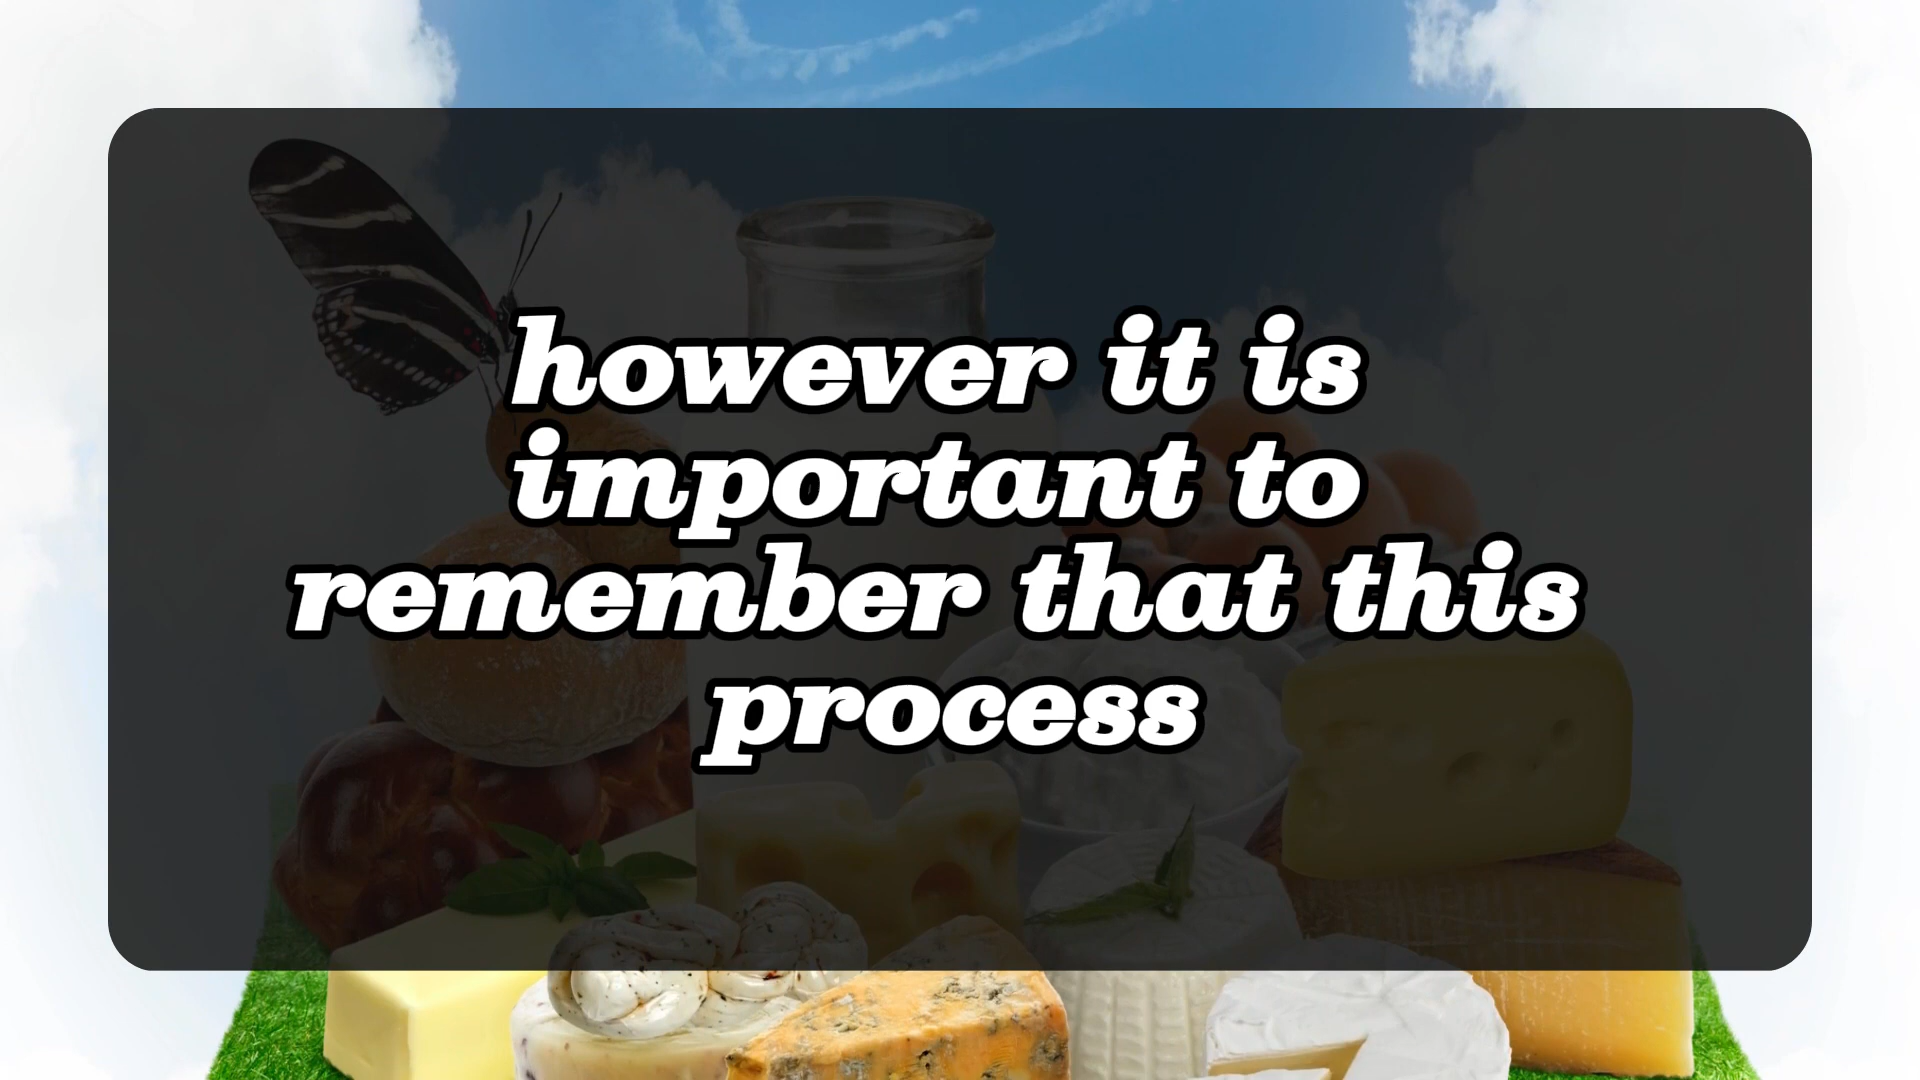 however it is
important to
remember that this
process